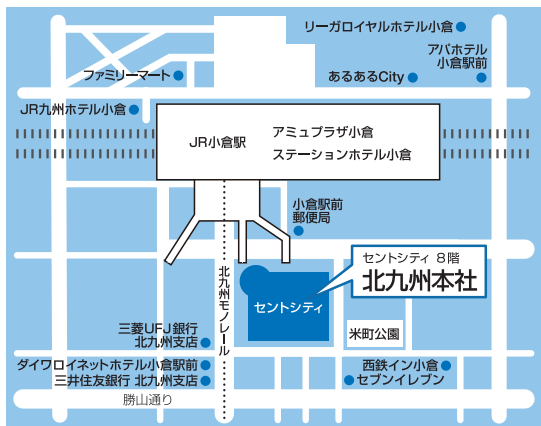 リーガロイヤルホテル小倉
アパホテル
小倉駅前
ファミリーマート
あるあるCity
JR九州ホテル小倉
JR小倉駅
アミュプラザ小倉
ステーションホテル小倉
小倉駅前
郵便局
セントシティ 8階
北九州本社
北九州モノレール
セントシティ
三菱UFJ銀行
北九州支店
米町公園
ダイワロイネットホテル小倉駅前
三井住友銀行 北九州支店
西鉄イン小倉
セブンイレブン
勝山通り